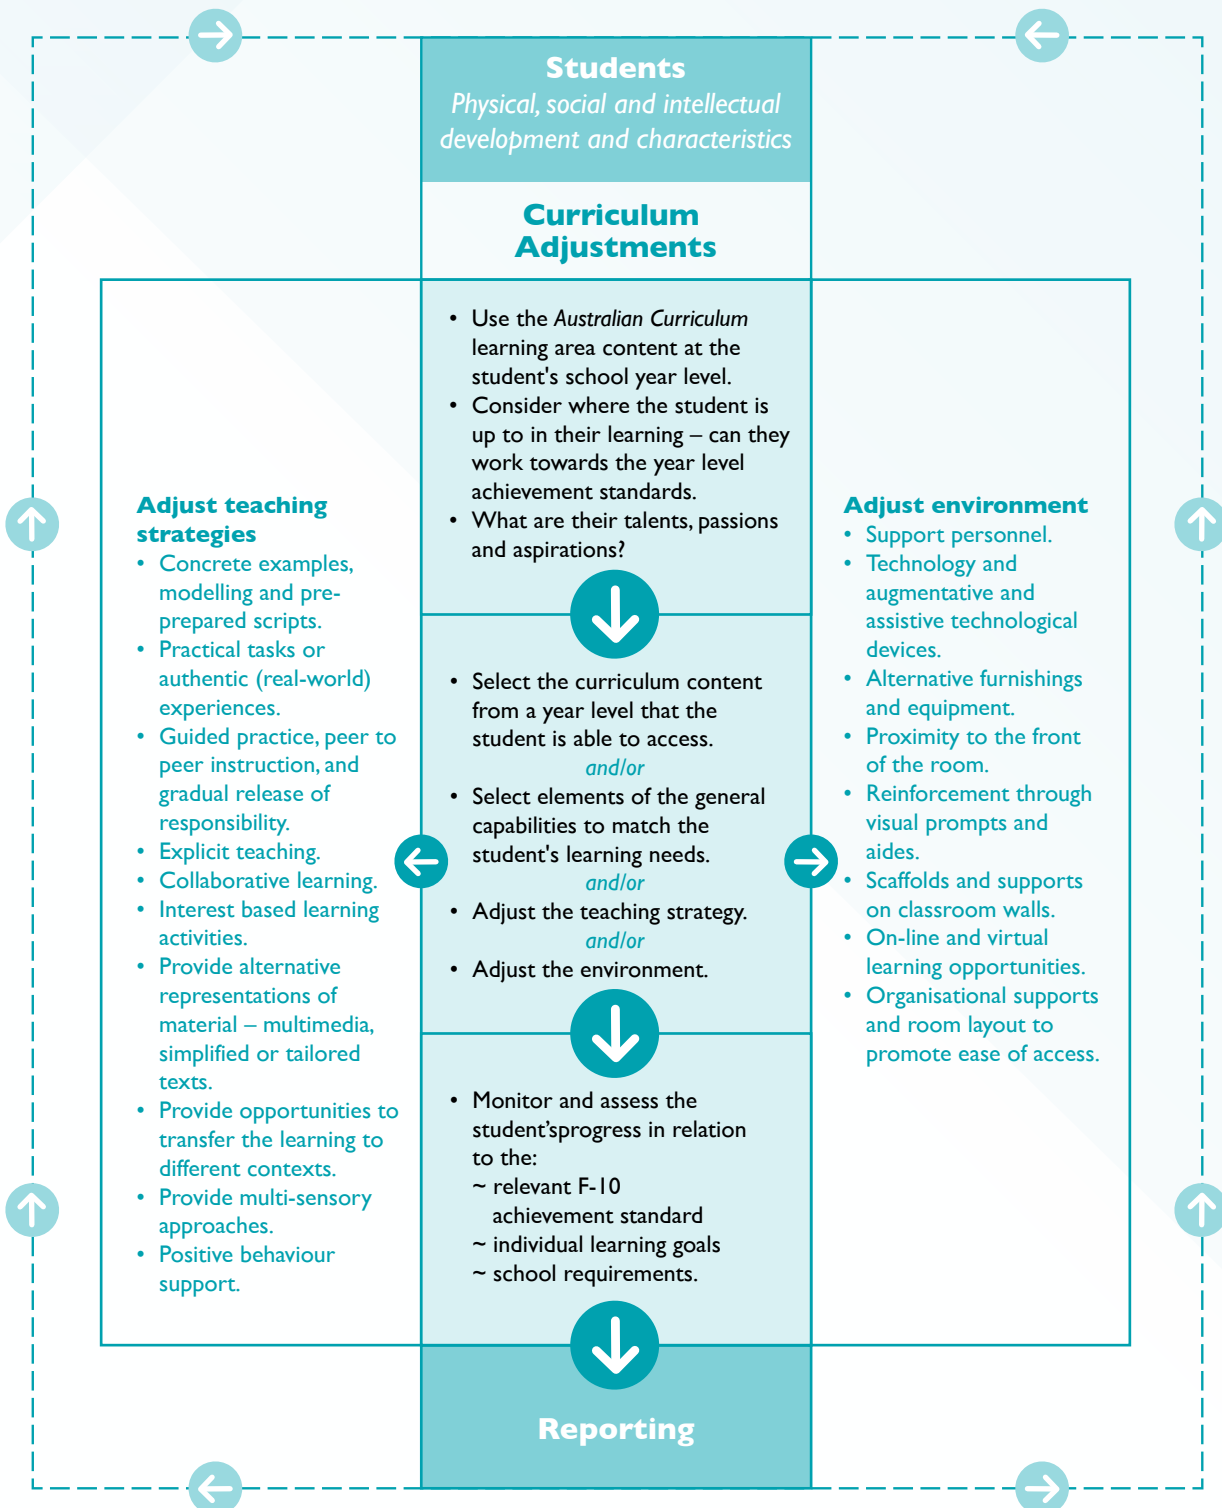 Students
Physical, social and intellectual
development and characteristics
Curriculum
Adjustments
• Use the Australian Curriculum
learning area content at the
student's school year level.
• Consider where the student is
up to in their learning – can they
work towards the year level
achievement standards.
• What are their talents, passions
and aspirations?
• Select the curriculum content
from a year level that the
student is able to access.
and/or
• Select elements of the general
capabilities to match the
student's learning needs.
and/or
• Adjust the teaching strategy.
and/or
• Adjust the environment.
• Monitor and assess the
student'sprogress in relation
to the:
~ relevant F-10
achievement standard
~ individual learning goals
~ school requirements.
Adjust teaching
strategies
• Concrete examples,
modelling and pre-
prepared scripts.
• Practical tasks or
authentic (real-world)
experiences.
• Guided practice, peer to
peer instruction, and
gradual release of
responsibility.
• Explicit teaching.
• Collaborative learning.
• Interest based learning
activities.
• Provide alternative
representations of
material – multimedia,
simplified or tailored
texts.
• Provide opportunities to
transfer the learning to
different contexts.
• Provide multi-sensory
approaches.
• Positive behaviour
support.
Adjust environment
• Support personnel.
• Technology and
augmentative and
assistive technological
devices.
• Alternative furnishings
and equipment.
• Proximity to the front
of the room.
• Reinforcement through
visual prompts and
aides.
• Scaffolds and supports
on classroom walls.
• On-line and virtual
learning opportunities.
• Organisational supports
and room layout to
promote ease of access.
Reporting